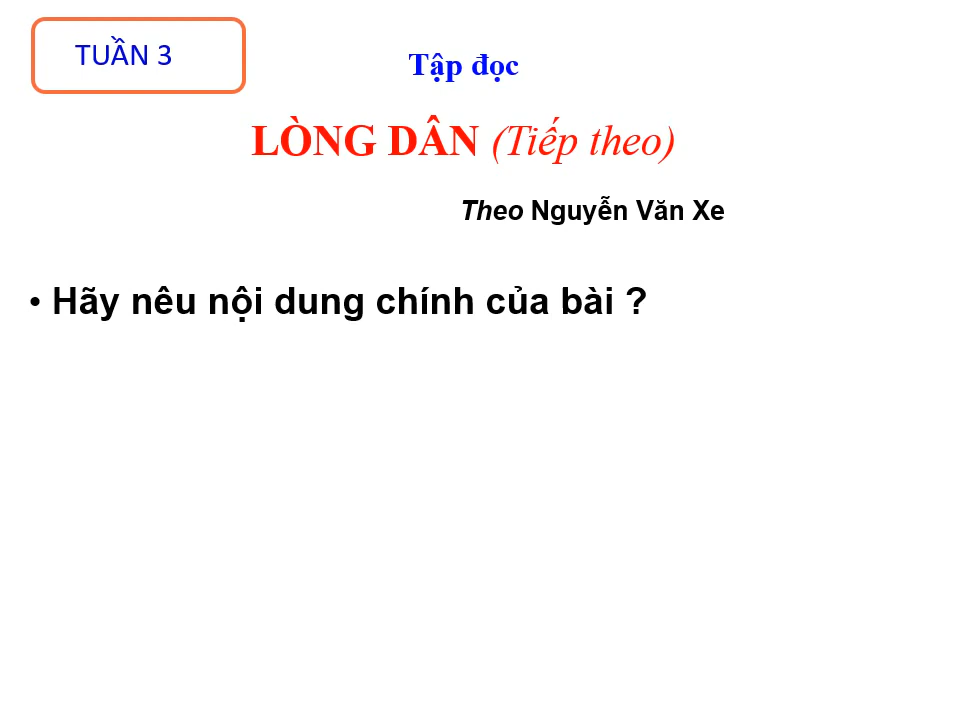 TUẦN 3
Tập đọc
LÒNG DÂN (Tiếp theo)
Theo Nguyễn Văn Xe
• Hãy nêu nội dung chính của bài ?